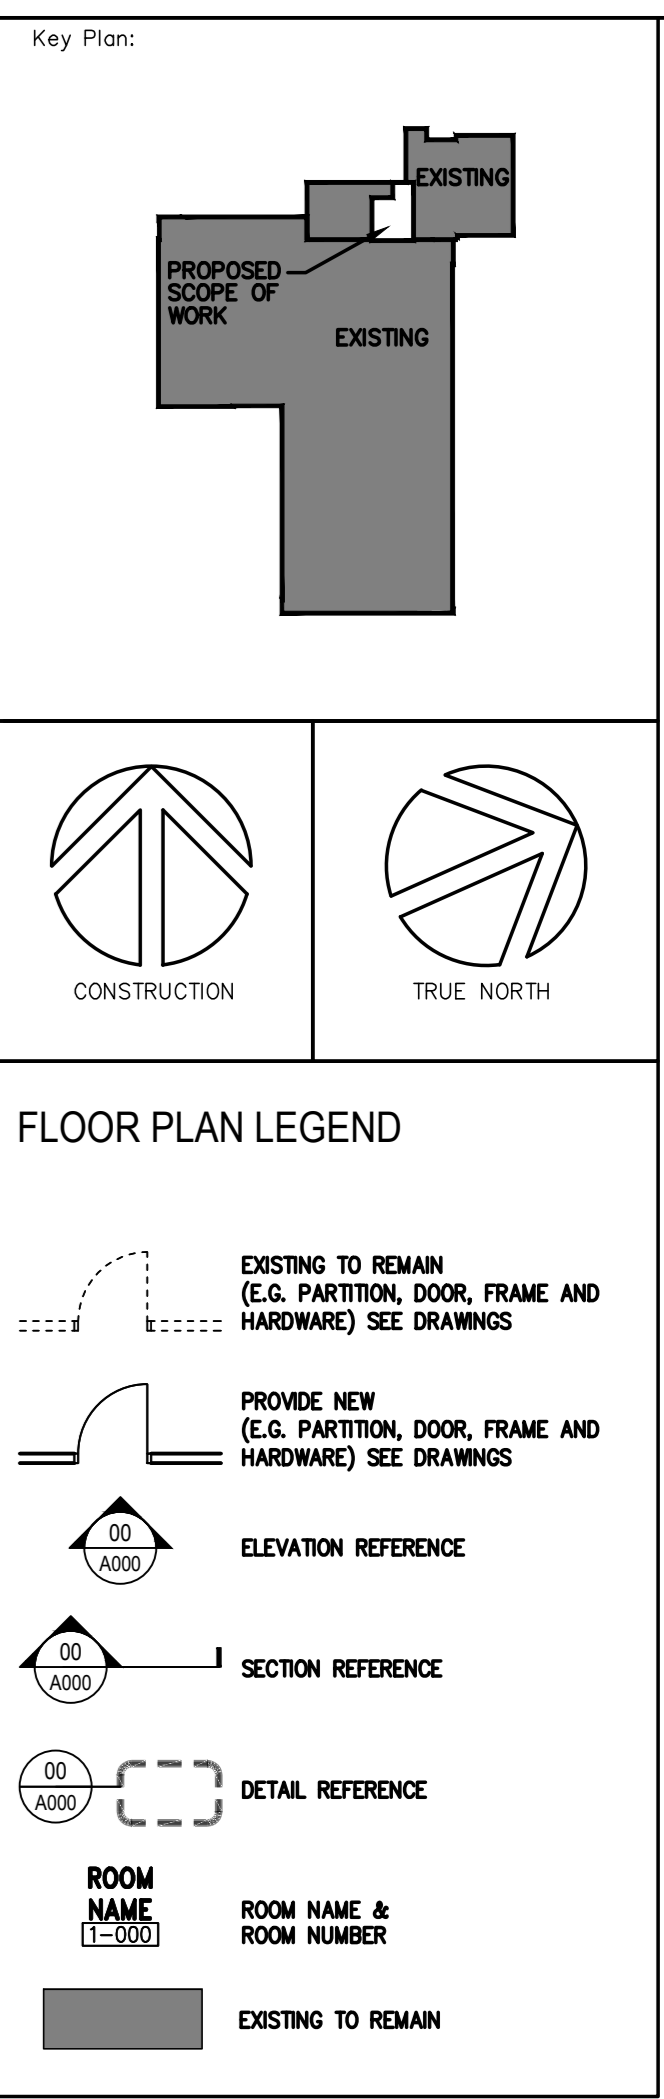 Key Plan:
EXISTING
PROPOSED
SCOPE OF
WORK
EXISTING
CONSTRUCTION
TRUE NORTH
FLOOR PLAN LEGEND
EXISTING TO REMAIN
(E.G. PARTITION, DOOR, FRAME AND
HARDWARE) SEE DRAWINGS
PROVIDE NEW
(E.G. PARTITION, DOOR, FRAME AND
HARDWARE) SEE DRAWINGS
00
A000
ELEVATION REFERENCE
00
A000
SECTION REFERENCE
00
A000
DETAIL REFERENCE
ROOM
NAME
1-000
ROOM NAME &
ROOM NUMBER
EXISTING TO REMAIN